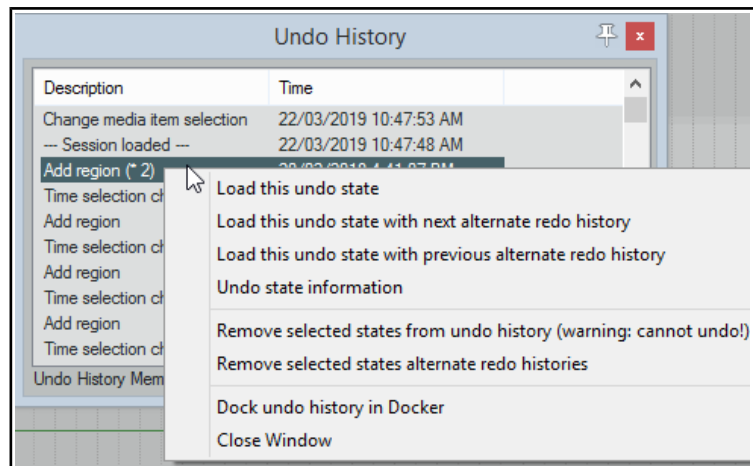 Undo History
x
Description Time
Change media item selection 22/03/2019 10:47:53 AM
--- Session loaded --- 22/03/2019 10:47:48 AM
Add region (* 2)
Time selection ch
Add region
Time selection ch
Add region
Time selection ch
Add region
Time selection ch
Undo History Mem
Load this undo state
Load this undo state with next alternate redo history
Load this undo state with previous alternate redo history
Undo state information
Remove selected states from undo history (warning: cannot undo!)
Remove selected states alternate redo histories
Dock undo history in Docker
Close Window